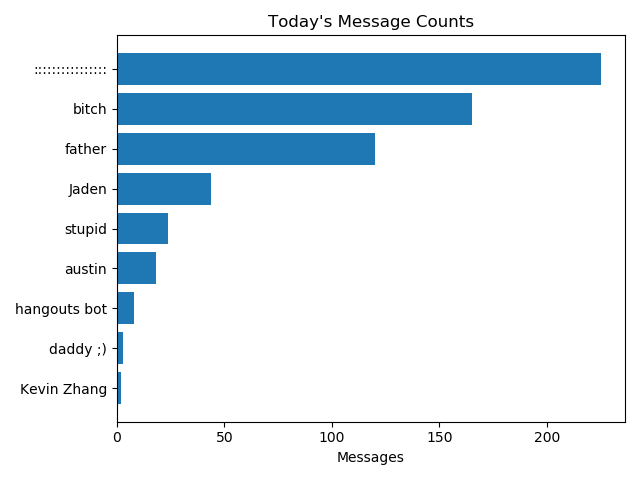 Today's Message Counts
::::::::::::::::
bitch
father
Jaden
stupid
austin
hangouts bot
daddy ;)
Kevin Zhang
0 50 100 150 200
Messages